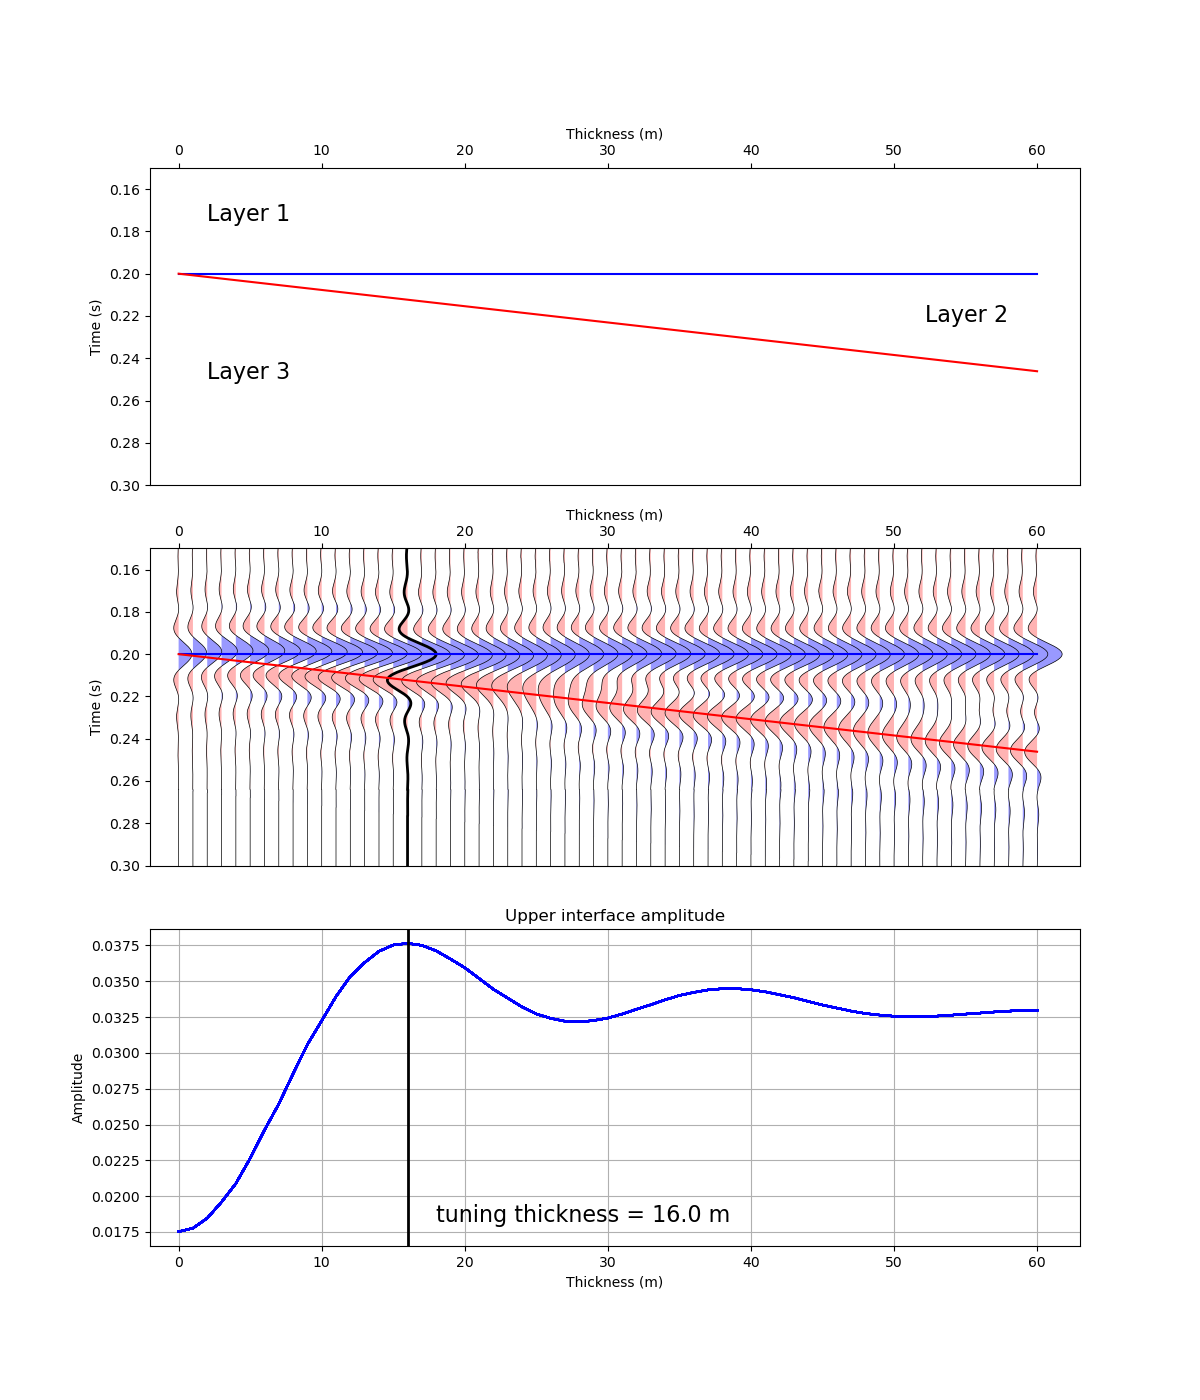 Thickness (m)
0 10 20 30 40 50 60
0.16
Layer 1
0.18
0.20
Time (s)
0.22
Layer 2
0.24
Layer 3
0.26
0.28
0.30
Thickness (m)
0 10 20 30 40 50 60
0.16
0.18
0.20
Time (s)
0.22
0.24
0.26
0.28
0.30
Upper interface amplitude
0.0375
0.0350
0.0325
0.0300
Amplitude
0.0275
0.0250
0.0225
0.0200
tuning thickness = 16.0 m
0.0175
0 10 20 30 40 50 60
Thickness (m)